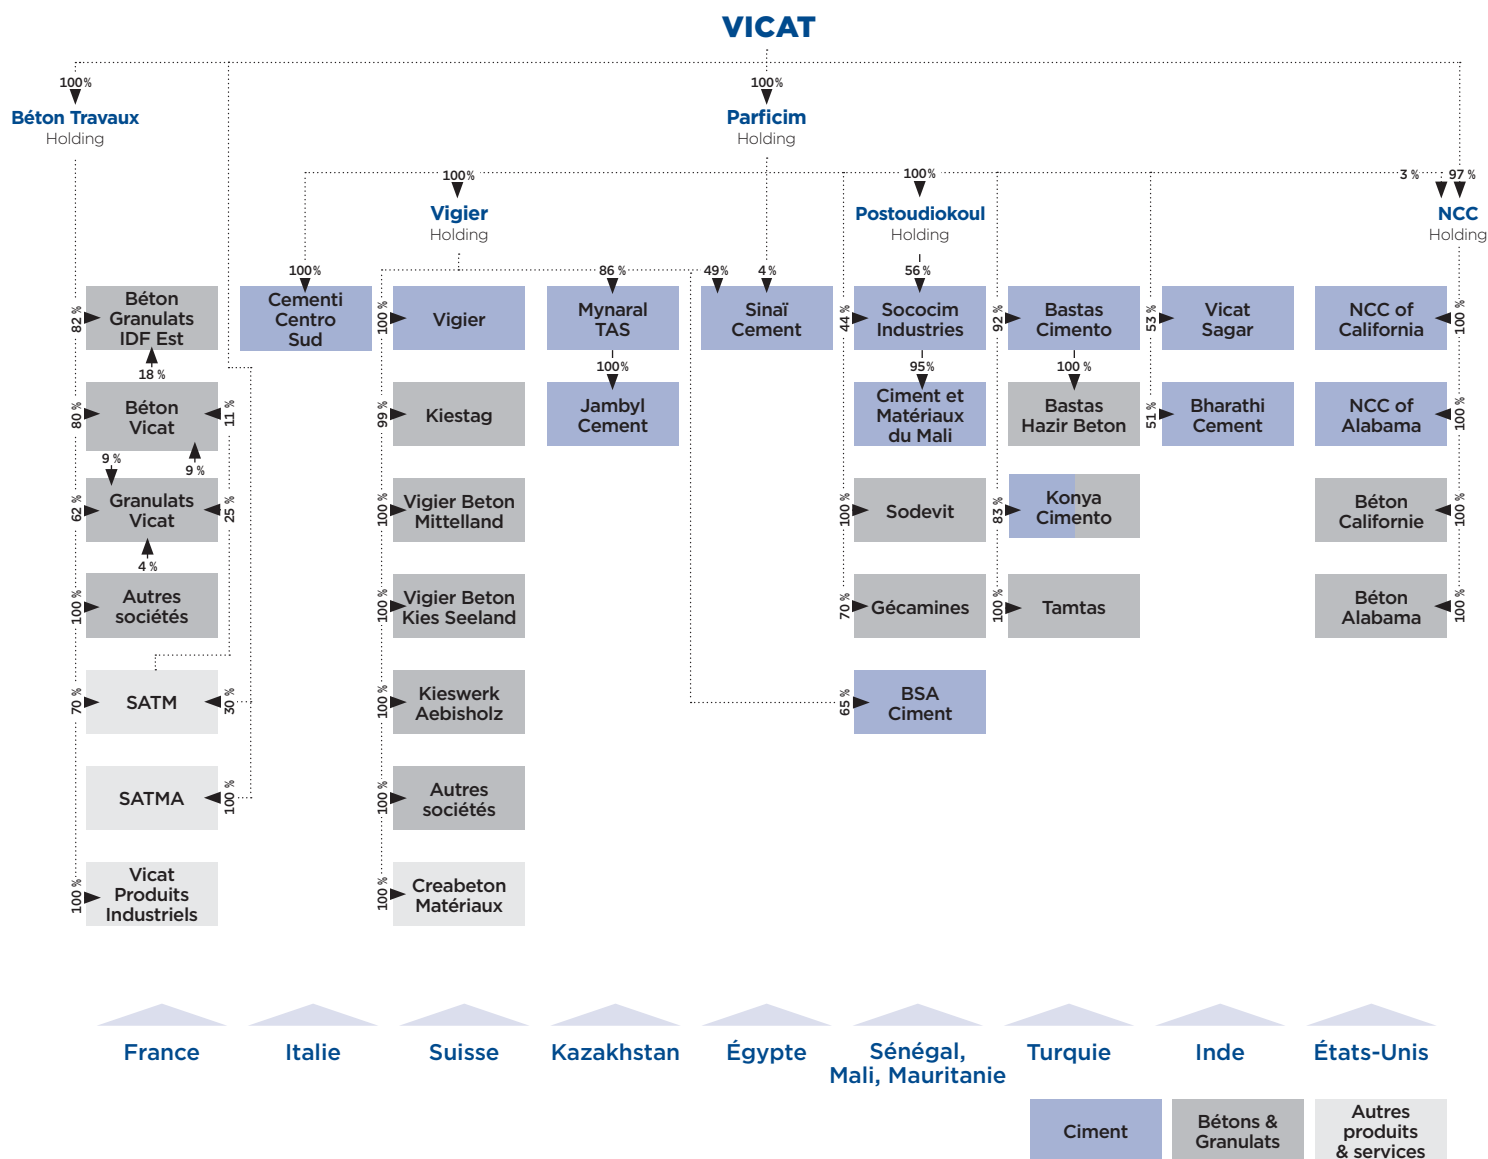 VICAT
100 %
100 %
Béton Travaux
Holding
Parficim
Holding
100 %
100 %
3 %
97 %
Vigier
Holding
Postoudiokoul
Holding
NCC
Holding
100 %
86 %
49 %
4 %
56 %
82 %
Béton
Granulats
IDF Est
Cementi
Centro
Sud
100 %
Vigier
Mynaral
TAS
Sinaï
Cement
44 %
Sococim
Industries
92 %
Bastas
Cimento
53 %
Vicat
Sagar
NCC of
California
100 %
18 %
100 %
95 %
100 %
80 %
Béton
Vicat
11 %
99 %
Kiestag
Jambyl
Cement
Ciment et
Matériaux
du Mali
Bastas
Hazir Beton
51 %
Bharathi
Cement
NCC of
Alabama
100 %
9 %
9 %
62 %
Granulats
Vicat
25 %
100 %
Vigier Beton
Mittelland
100 %
Sodevit
83 %
Konya
Cimento
Béton
Californie
100 %
4 %
100 %
Autres
sociétés
100 %
Vigier Beton
Kies Seeland
70 %
Gécamines
100 %
Tamtas
Béton
Alabama
100 %
70 %
SATM
30 %
100 %
Kieswerk
Aebisholz
65 %
BSA
Ciment
SATMA
100 %
100 %
Autres
sociétés
100 %
Vicat
Produits
Industriels
100 %
Creabeton
Matériaux
France
Italie
Suisse
Kazakhstan
Égypte
Sénégal,
Mali, Mauritanie
Turquie
Inde
États-Unis
Ciment
Bétons &
Granulats
Autres
produits
& services